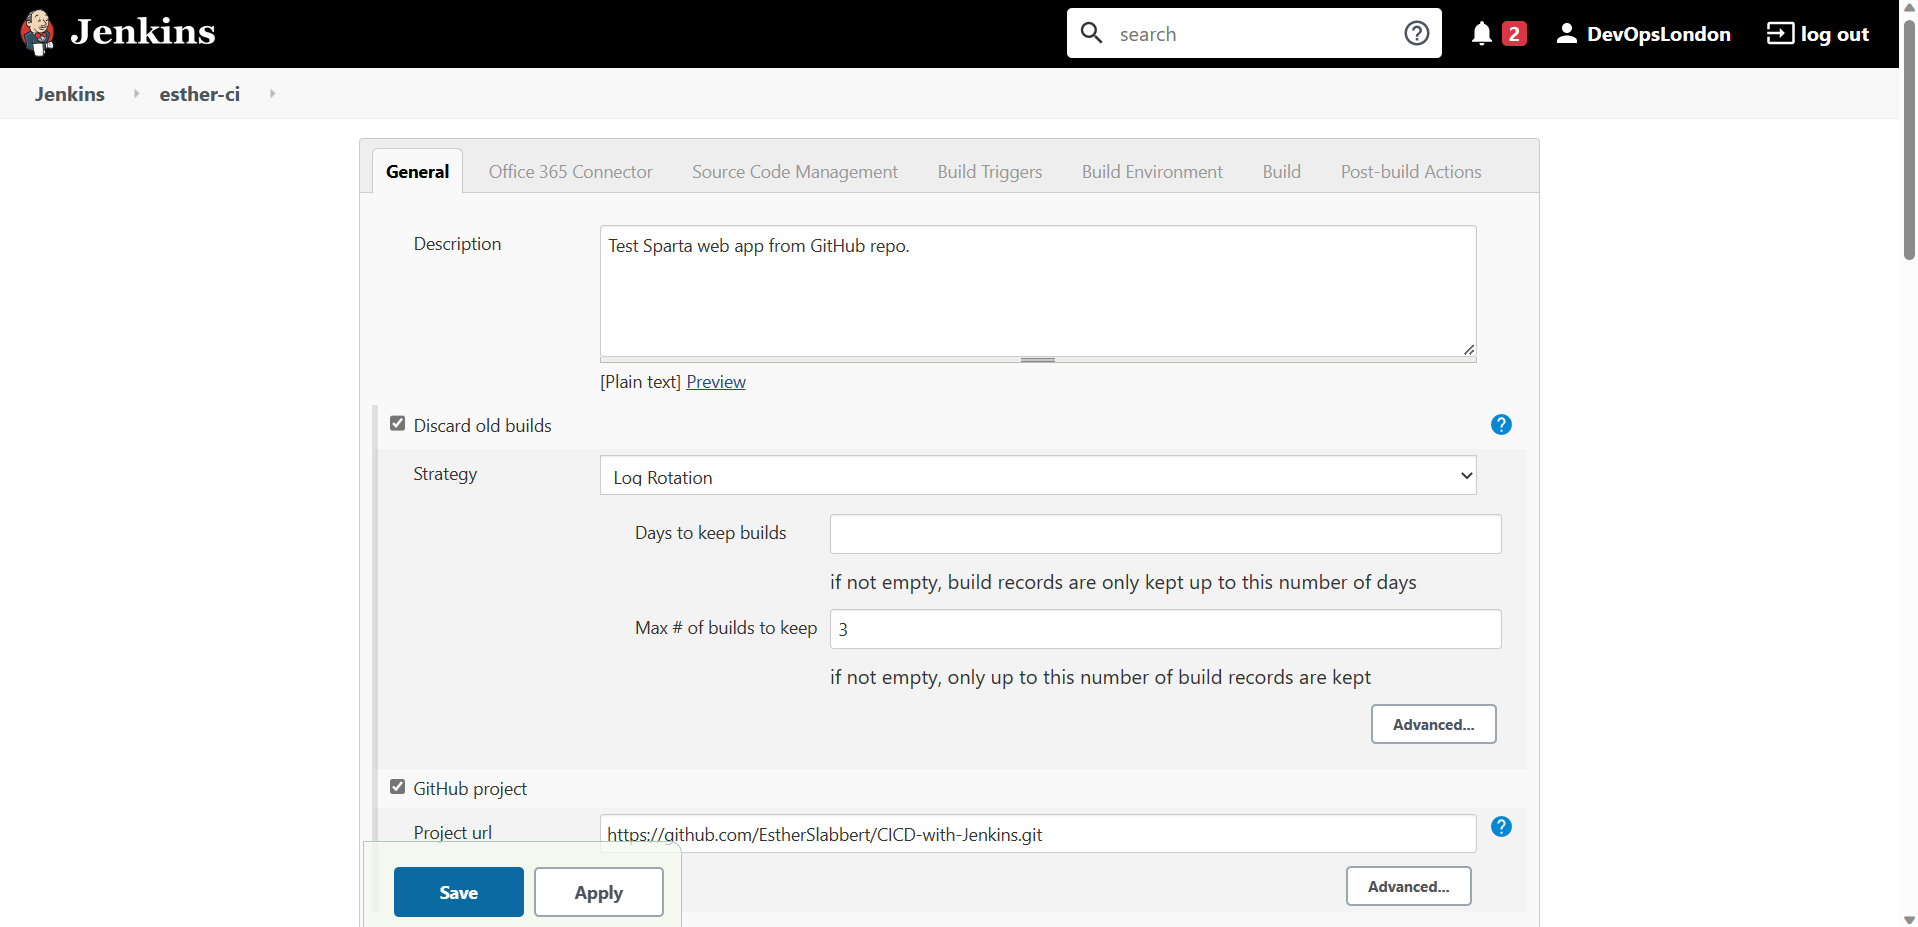 Jenkins
search
2
DevOpsLondon
log out
Jenkins
esther-ci
General
Office 365 Connector
Source Code Management
Build Triggers
Build Environment
Build
Post-build Actions
Description
Test Sparta web app from GitHub repo.
[Plain text] Preview
Discard old builds
Strategy
Log Rotation
Days to keep builds
if not empty, build records are only kept up to this number of days
Max # of builds to keep
3
if not empty, only up to this number of build records are kept
Advanced...
GitHub project
Project url
https://github.com/EstherSlabbert/CICD-with-Jenkins.git
Advanced...
Save
Apply